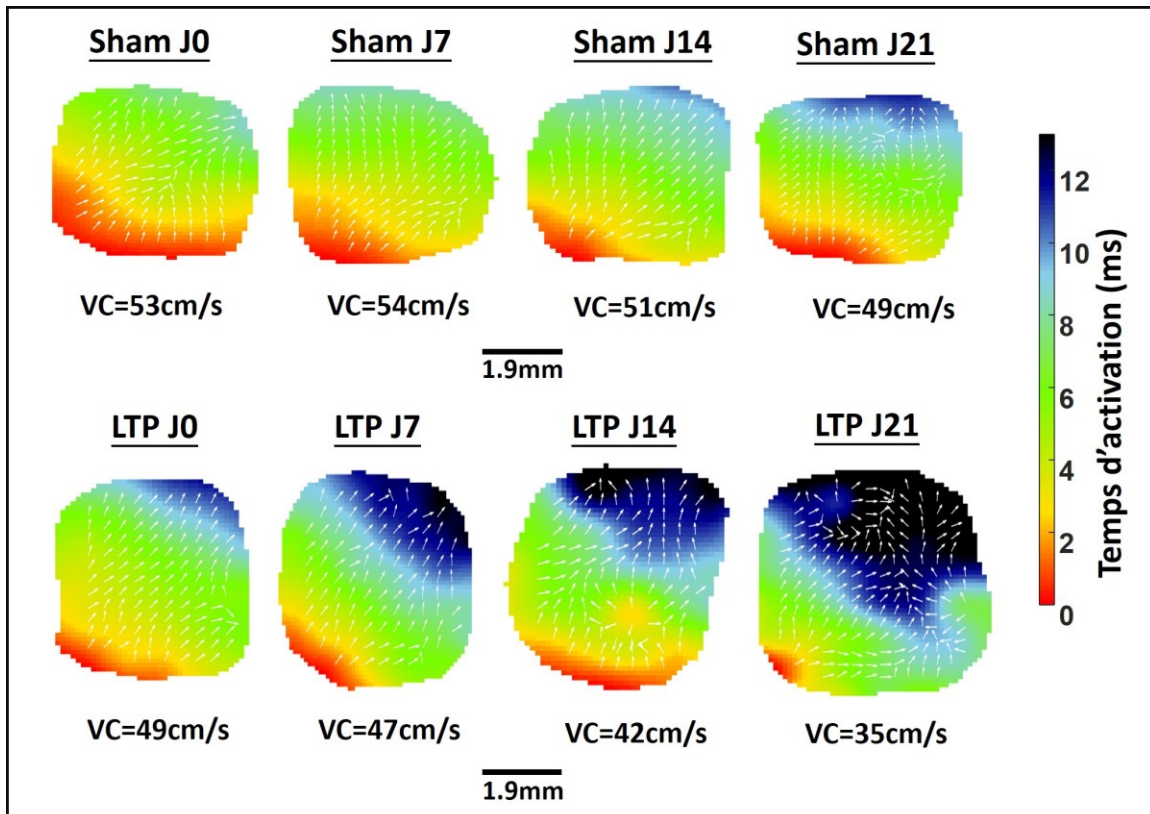 Sham J0 Sham J7 Sham J14 Sham J21
VC=53cm/s VC=54cm/s VC=51cm/s VC=49cm/s
1.9mm
LTP J0 LTP J7 LTP J14 LTP J21
VC=49cm/s VC=47cm/s VC=42cm/s VC=35cm/s
1.9mm
12
10
8
6
4
2
0
Temps d'activation (ms)